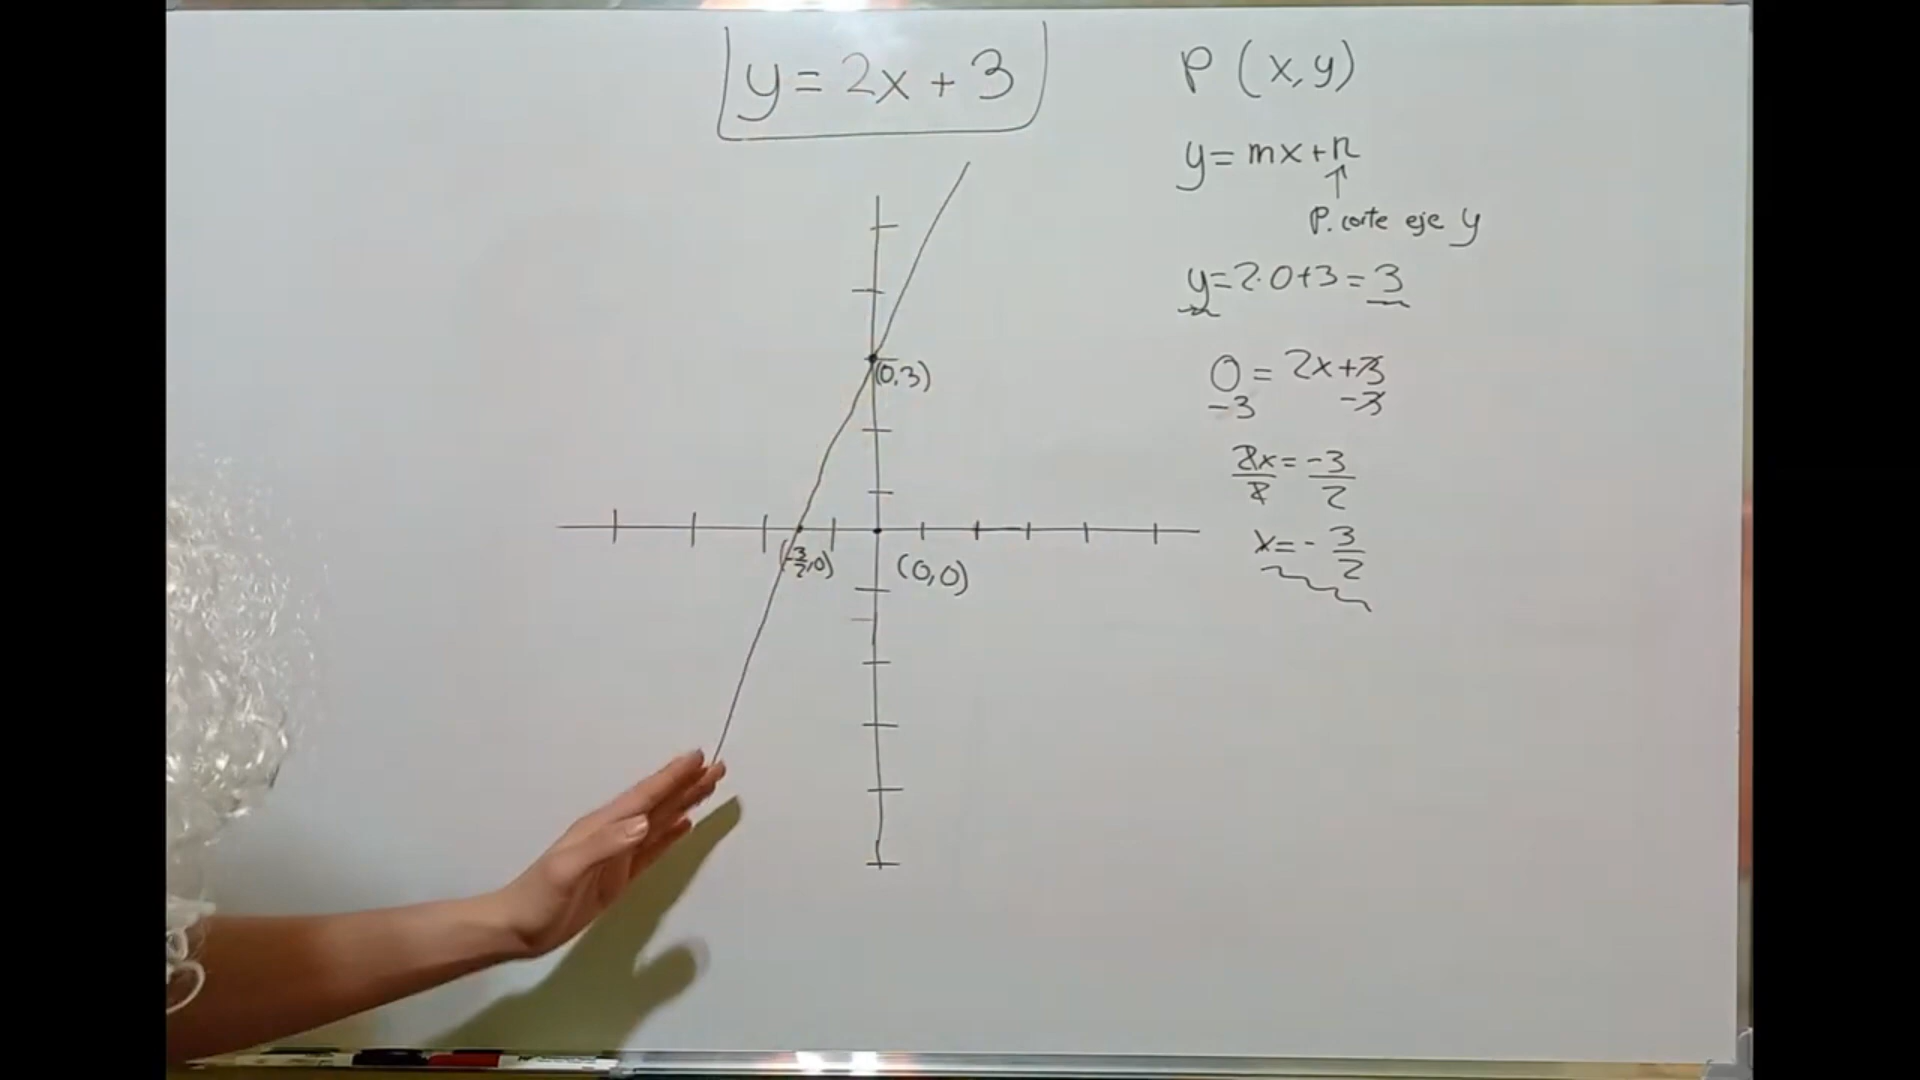 y = 2x + 3
P (x, y)
y = mx + n
↑
P. corte eje y
y = 2·0+3 = 3
(0,3)
0 = 2x+3
-3 -3
2x/2 = -3/2
x = - 3/2
(-3/2,0)
(0,0)